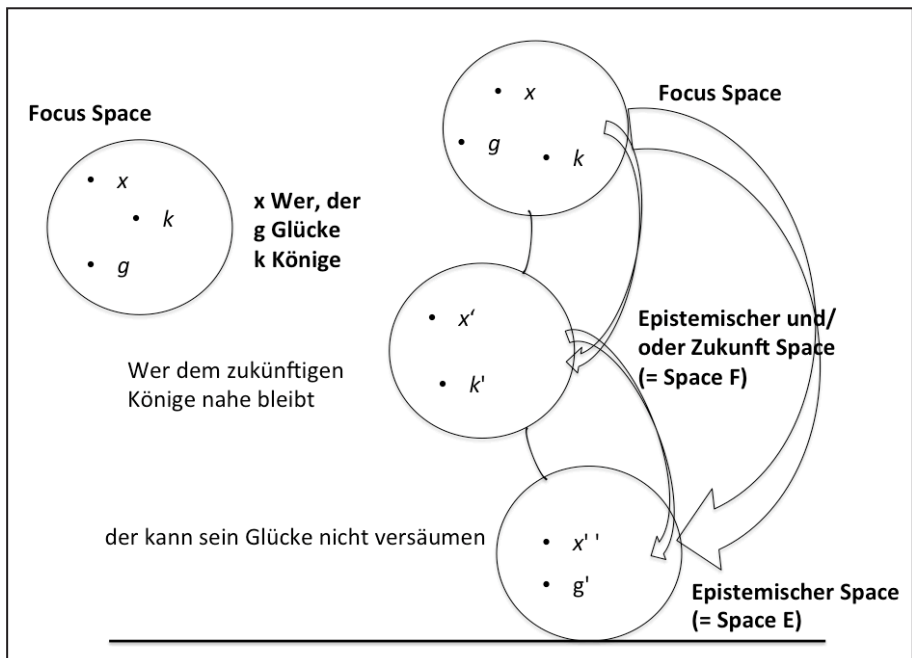 Focus Space
• x
• k
• g
x Wer, der
g Glücke
k Könige
• x
• g
• k
Focus Space
• x‘
• k'
Wer dem zukünftigen
Könige nahe bleibt
Epistemischer und/
oder Zukunft Space
(= Space F)
der kann sein Glücke nicht versäumen
• x' '
• g'
Epistemischer Space
(= Space E)